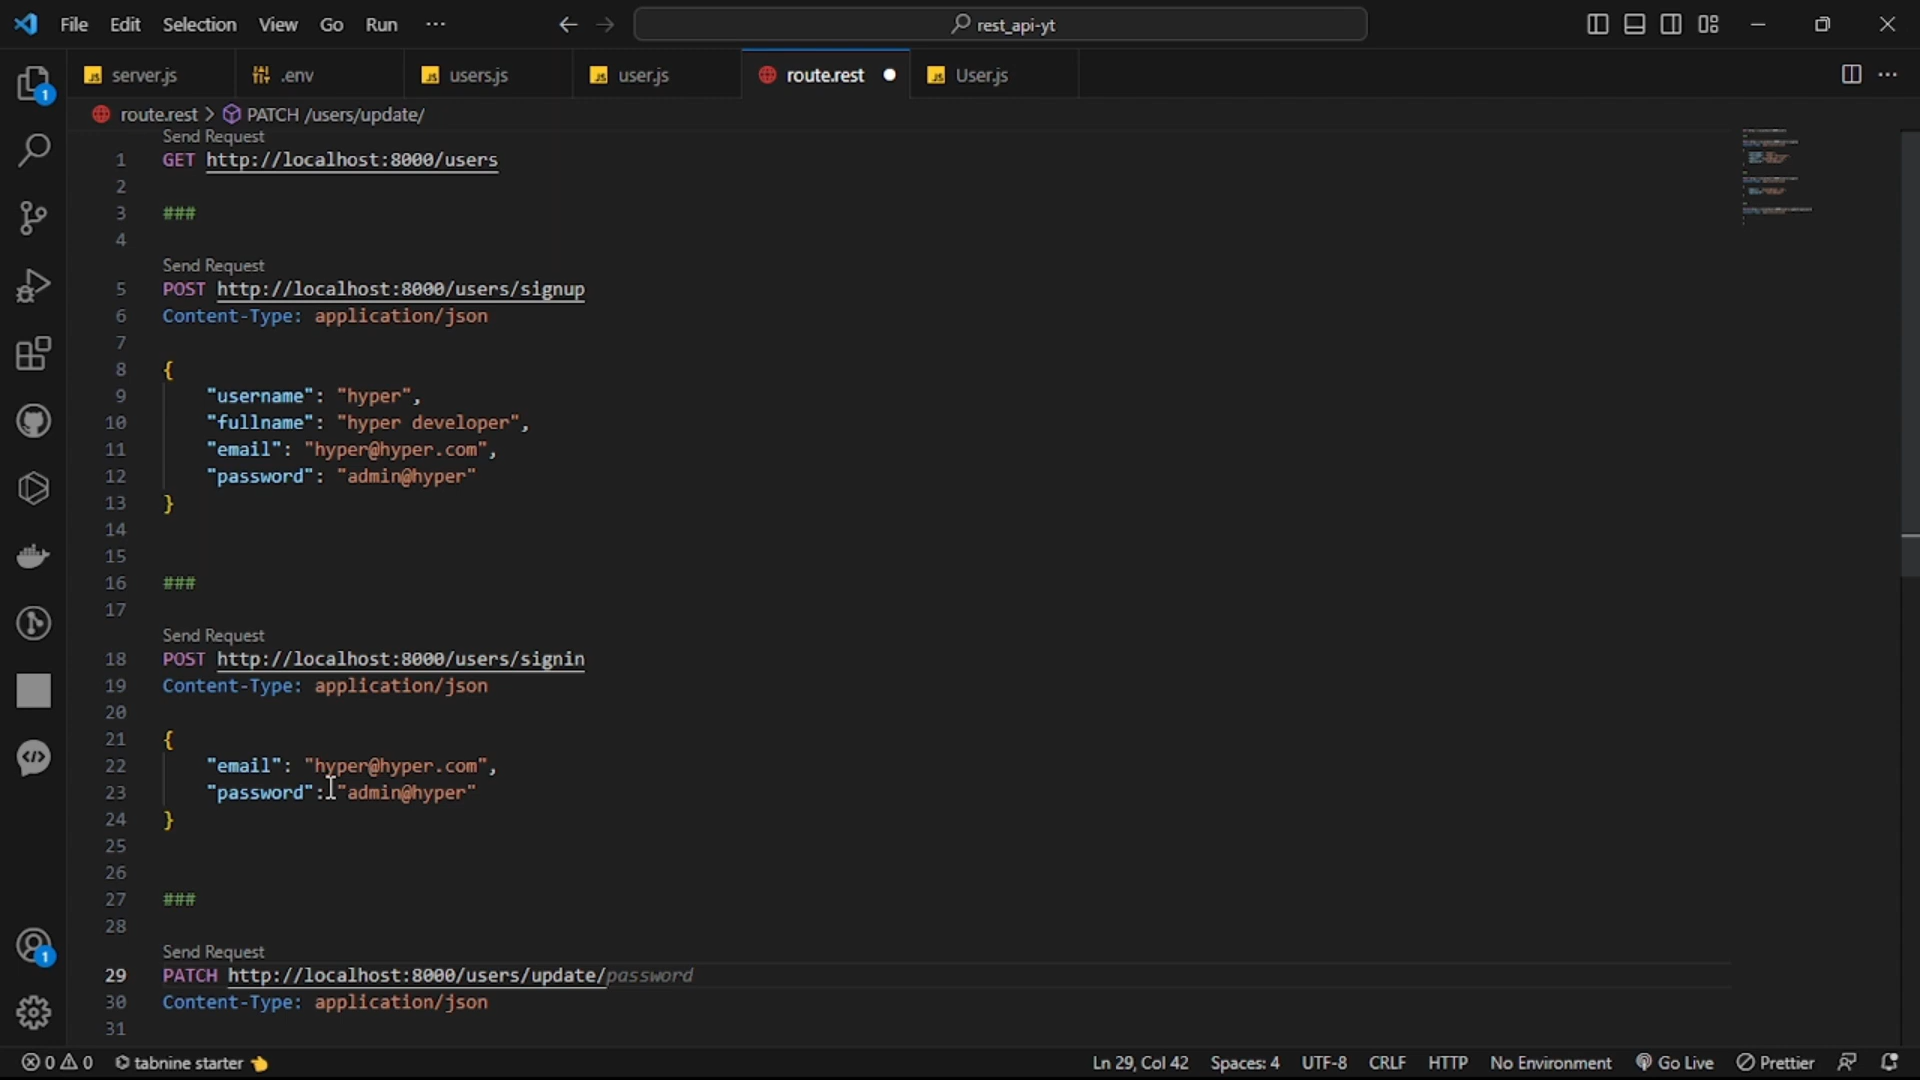 File Edit Selection View Go Run ···
rest_api-yt
server.js .env users.js user.js route.rest User.js
route.rest > PATCH /users/update/
Send Request
1 GET http://localhost:8000/users
2
3 ###
4
Send Request
5 POST http://localhost:8000/users/signup
6 Content-Type: application/json
7
8 {
9 "username": "hyper",
10 "fullname": "hyper developer",
11 "email": "hyper@hyper.com",
12 "password": "admin@hyper"
13 }
14
15
16 ###
17
Send Request
18 POST http://localhost:8000/users/signin
19 Content-Type: application/json
20
21 {
22 "email": "hyper@hyper.com",
23 "password": "admin@hyper"
24 }
25
26
27 ###
28
Send Request
29 PATCH http://localhost:8000/users/update/password
30 Content-Type: application/json
31
1
1
0 0 tabnine starter Ln 29, Col 42 Spaces: 4 UTF-8 CRLF HTTP No Environment Go Live Prettier